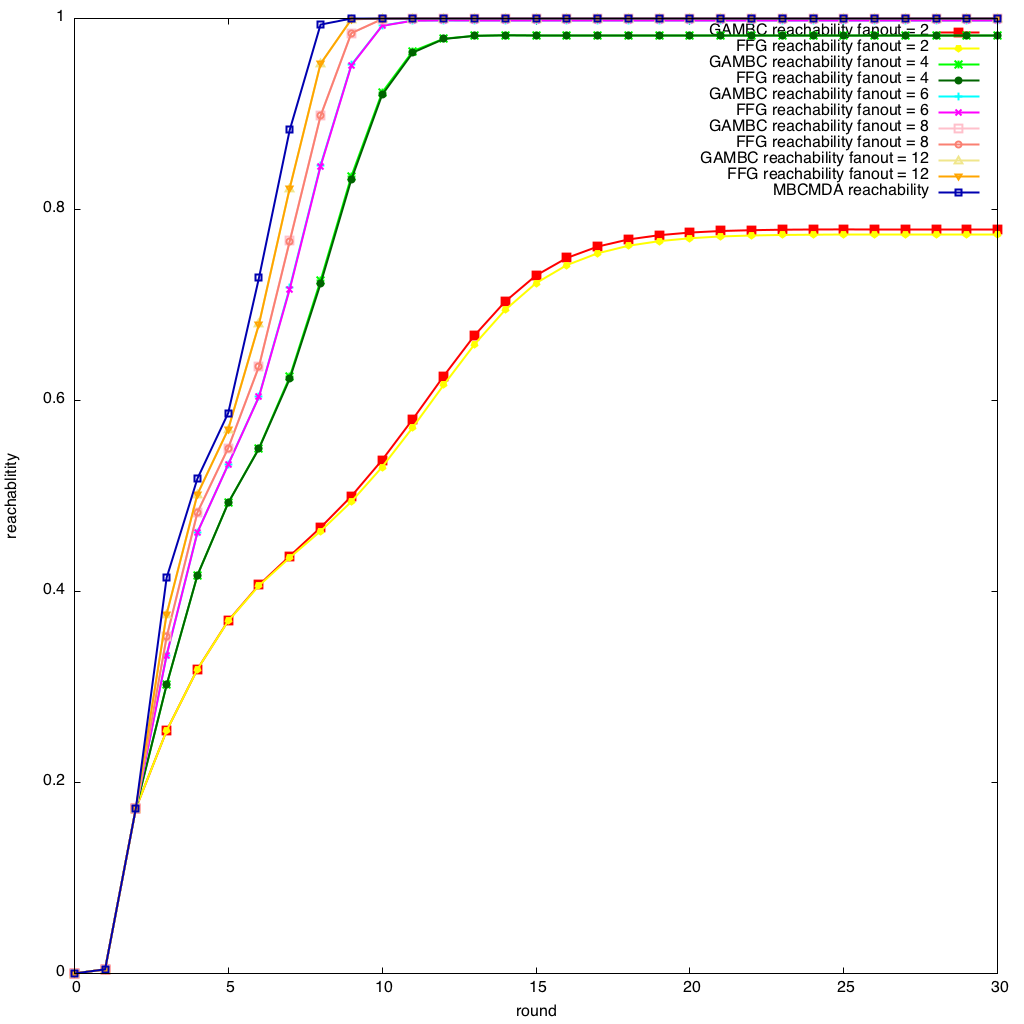 1
0.8
0.6
0.4
0.2
0
reachablitity
GAMBC reachability fanout = 2
FFG reachability fanout = 2
GAMBC reachability fanout = 4
FFG reachability fanout = 4
GAMBC reachability fanout = 6
FFG reachability fanout = 6
GAMBC reachability fanout = 8
FFG reachability fanout = 8
GAMBC reachability fanout = 12
FFG reachability fanout = 12
MBCMDA reachability
0 5 10 15 20 25 30
round